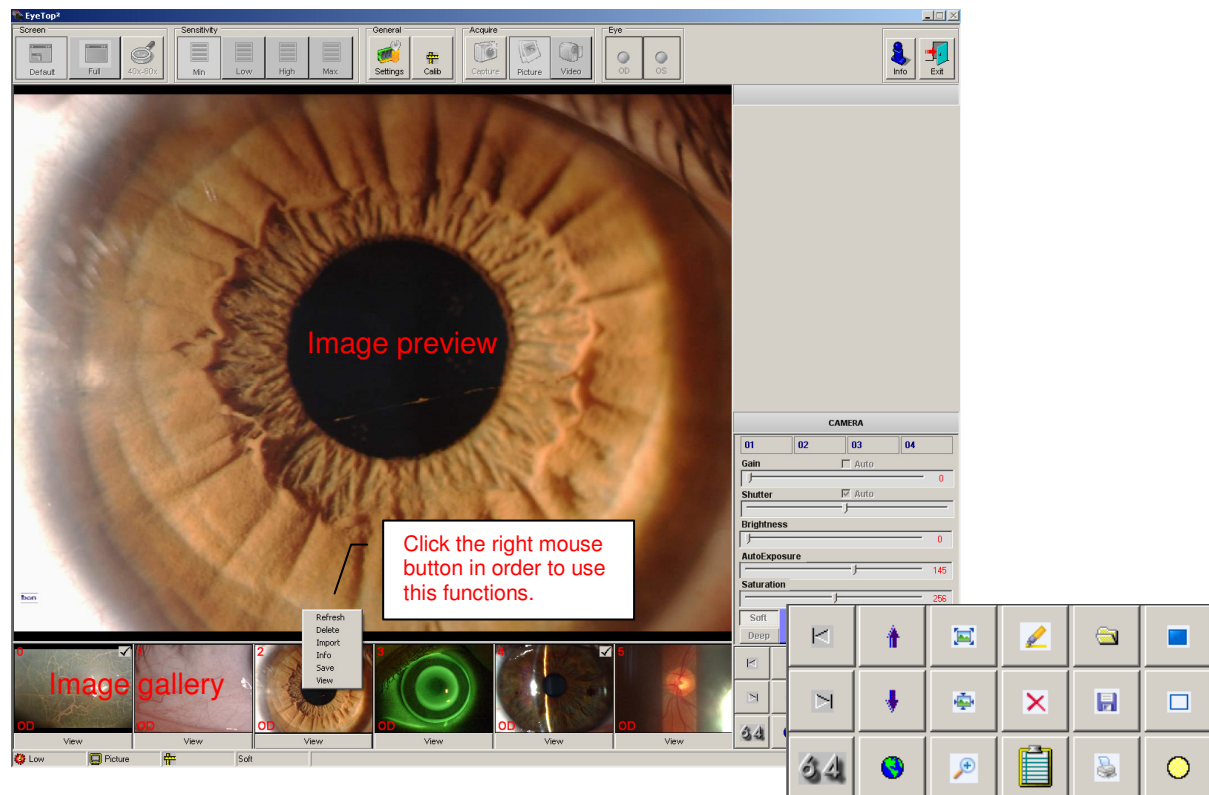 EyeTop²
Screen
Sensitivity
General
Acquire
Eye
Default
Full
40x-80x
Min
Low
High
Max
Settings
Calib
Capture
Picture
Video
OD
OS
Info
Exit
Image preview
CAMERA
01 02 03 04
Gain Auto
0
Shutter Auto
Brightness
0
AutoExposure
145
Saturation
256
Soft
Deep
Click the right mouse
button in order to use
this functions.
Refresh
Delete
Import
Info
Save
View
0 1 2 3 4 5
Image gallery
OD OD OD OD OD OD
View View View View View View
64
64
Low Picture Soft